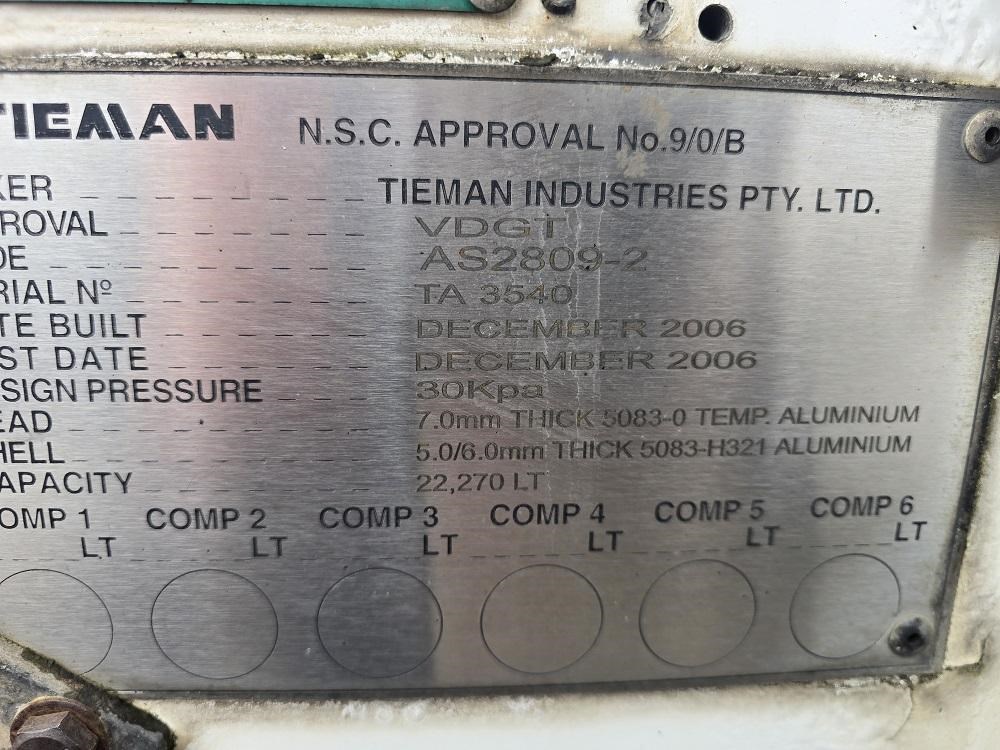 TIEMAN N.S.C. APPROVAL No.9/0/B
KER TIEMAN INDUSTRIES PTY. LTD.
ROVAL VDGT
DE AS2809-2
RIAL Nº TA 3540
TE BUILT DECEMBER 2006
ST DATE DECEMBER 2006
SIGN PRESSURE 30Kpa
EAD 7.0mm THICK 5083-0 TEMP. ALUMINIUM
HELL 5.0/6.0mm THICK 5083-H321 ALUMINIUM
APACITY 22,270 LT
OMP 1 COMP 2 COMP 3 COMP 4 COMP 5 COMP 6
LT LT LT LT LT LT